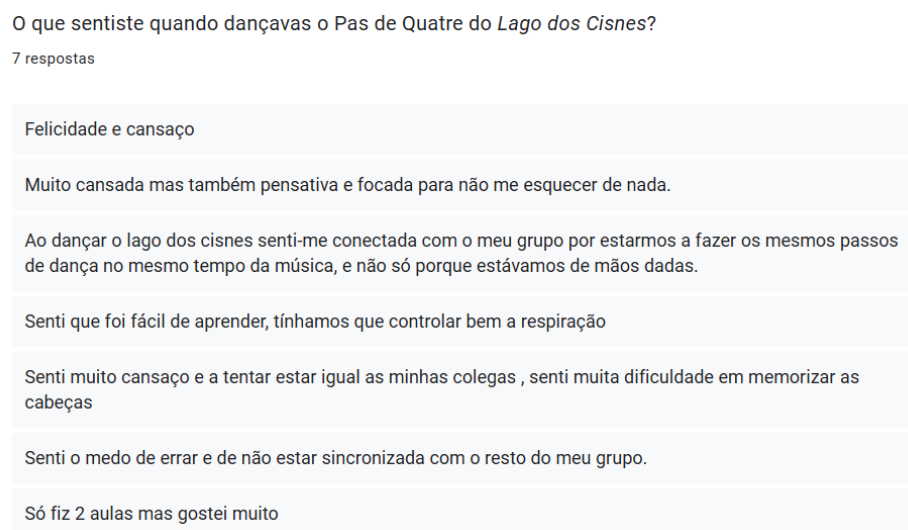 O que sentiste quando dançavas o Pas de Quatre do Lago dos Cisnes?
7 respostas
Felicidade e cansaço
Muito cansada mas também pensativa e focada para não me esquecer de nada.
Ao dançar o lago dos cisnes senti-me conectada com o meu grupo por estarmos a fazer os mesmos passos
de dança no mesmo tempo da música, e não só porque estávamos de mãos dadas.
Senti que foi fácil de aprender, tínhamos que controlar bem a respiração
Senti muito cansaço e a tentar estar igual as minhas colegas , senti muita dificuldade em memorizar as
cabeças
Senti o medo de errar e de não estar sincronizada com o resto do meu grupo.
Só fiz 2 aulas mas gostei muito